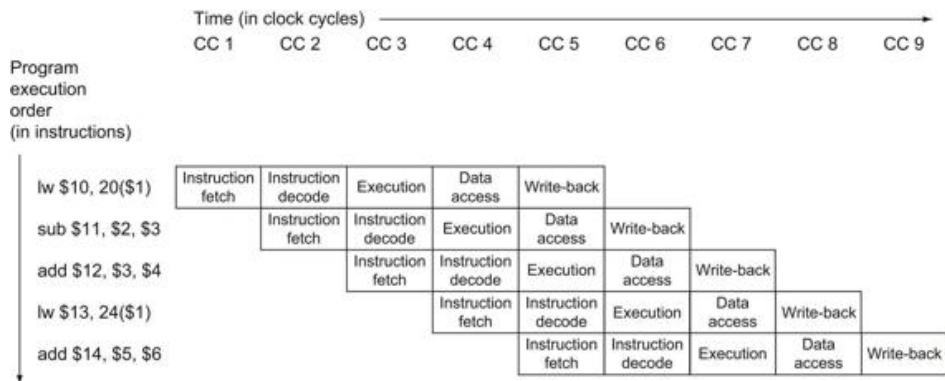 Time (in clock cycles)
CC 1 CC 2 CC 3 CC 4 CC 5 CC 6 CC 7 CC 8 CC 9
Program
execution
order
(in instructions)
lw $10, 20($1)
Instruction
fetch
Instruction
decode
Execution
Data
access
Write-back
sub $11, $2, $3
Instruction
fetch
Instruction
decode
Execution
Data
access
Write-back
add $12, $3, $4
Instruction
fetch
Instruction
decode
Execution
Data
access
Write-back
lw $13, 24($1)
Instruction
fetch
Instruction
decode
Execution
Data
access
Write-back
add $14, $5, $6
Instruction
fetch
Instruction
decode
Execution
Data
access
Write-back